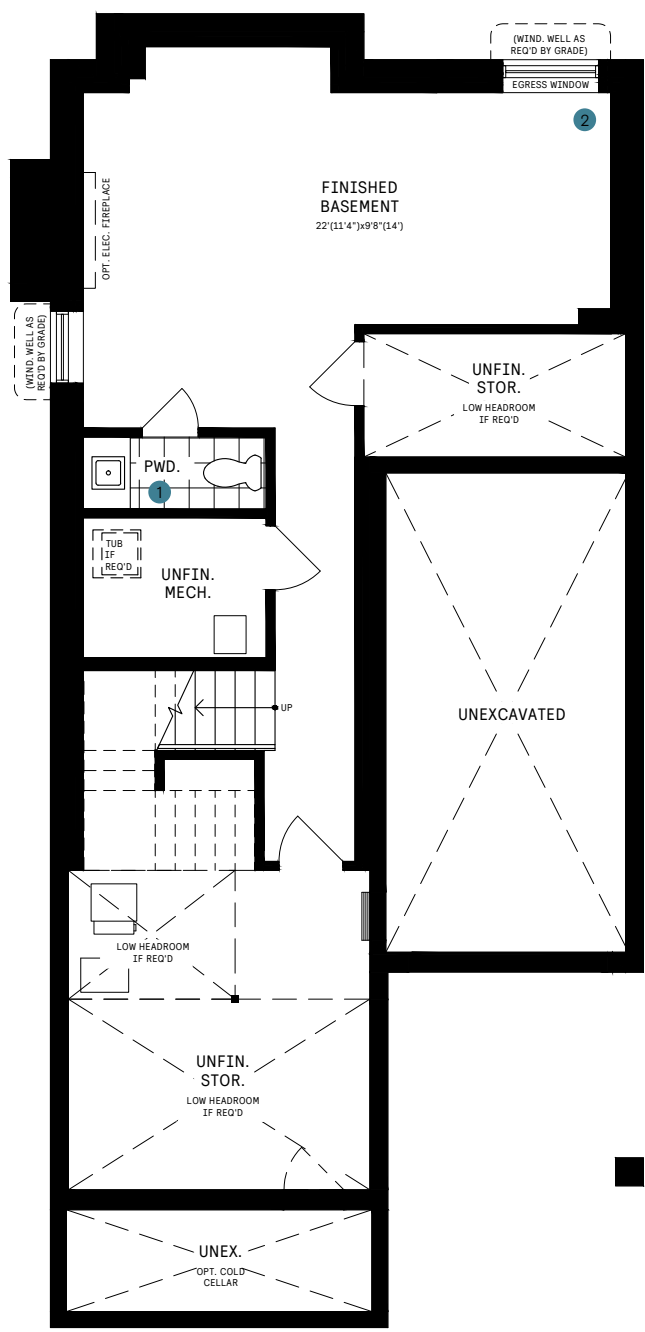 (WIND. WELL AS
REQ'D BY GRADE)
EGRESS WINDOW
2
FINISHED
BASEMENT
22'(11'4")x9'8"(14')
OPT. ELEC. FIREPLACE
(WIND. WELL AS
REQ'D BY GRADE)
UNFIN.
STOR.
LOW HEADROOM
IF REQ'D
PWD.
1
TUB
IF
REQ'D
UNFIN.
MECH.
UP
UNEXCAVATED
LOW HEADROOM
IF REQ'D
UNFIN.
STOR.
LOW HEADROOM
IF REQ'D
UNEX.
OPT. COLD
CELLAR